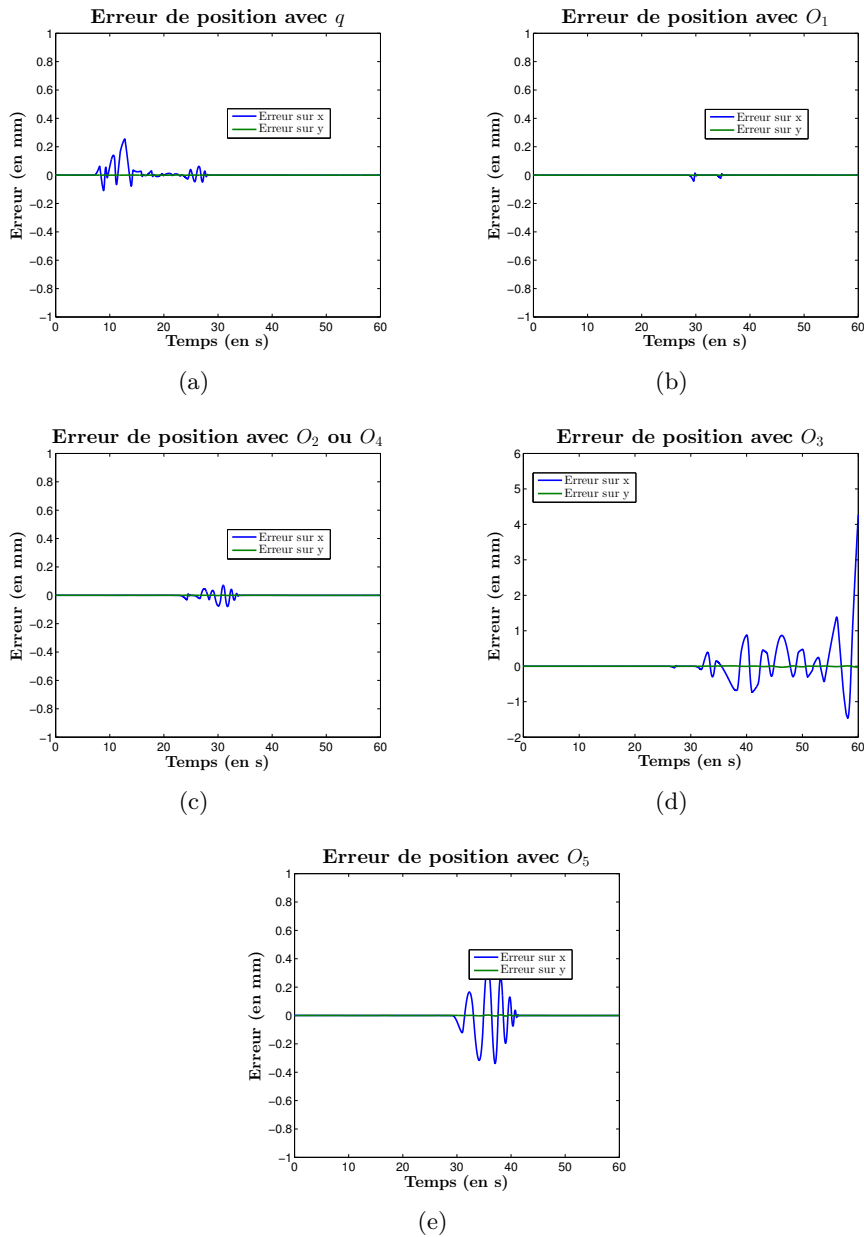 Erreur de position avec q
1
0.8
0.6
0.4
0.2
0
−0.2
−0.4
−0.6
−0.8
−1
Erreur (en mm)
Erreur sur x
Erreur sur y
0 10 20 30 40 50 60
Temps (en s)
(a)
Erreur de position avec O₁
1
0.8
0.6
0.4
0.2
0
−0.2
−0.4
−0.6
−0.8
−1
Erreur (en mm)
Erreur sur x
Erreur sur y
0 10 20 30 40 50 60
Temps (en s)
(b)
Erreur de position avec O₂ ou O₄
1
0.8
0.6
0.4
0.2
0
−0.2
−0.4
−0.6
−0.8
−1
Erreur (en mm)
Erreur sur x
Erreur sur y
0 10 20 30 40 50 60
Temps (en s)
(c)
Erreur de position avec O₃
6
5
4
3
2
1
0
−1
−2
Erreur (en mm)
Erreur sur x
Erreur sur y
0 10 20 30 40 50 60
Temps (en s)
(d)
Erreur de position avec O₅
1
0.8
0.6
0.4
0.2
0
−0.2
−0.4
−0.6
−0.8
−1
Erreur (en mm)
Erreur sur x
Erreur sur y
0 10 20 30 40 50 60
Temps (en s)
(e)